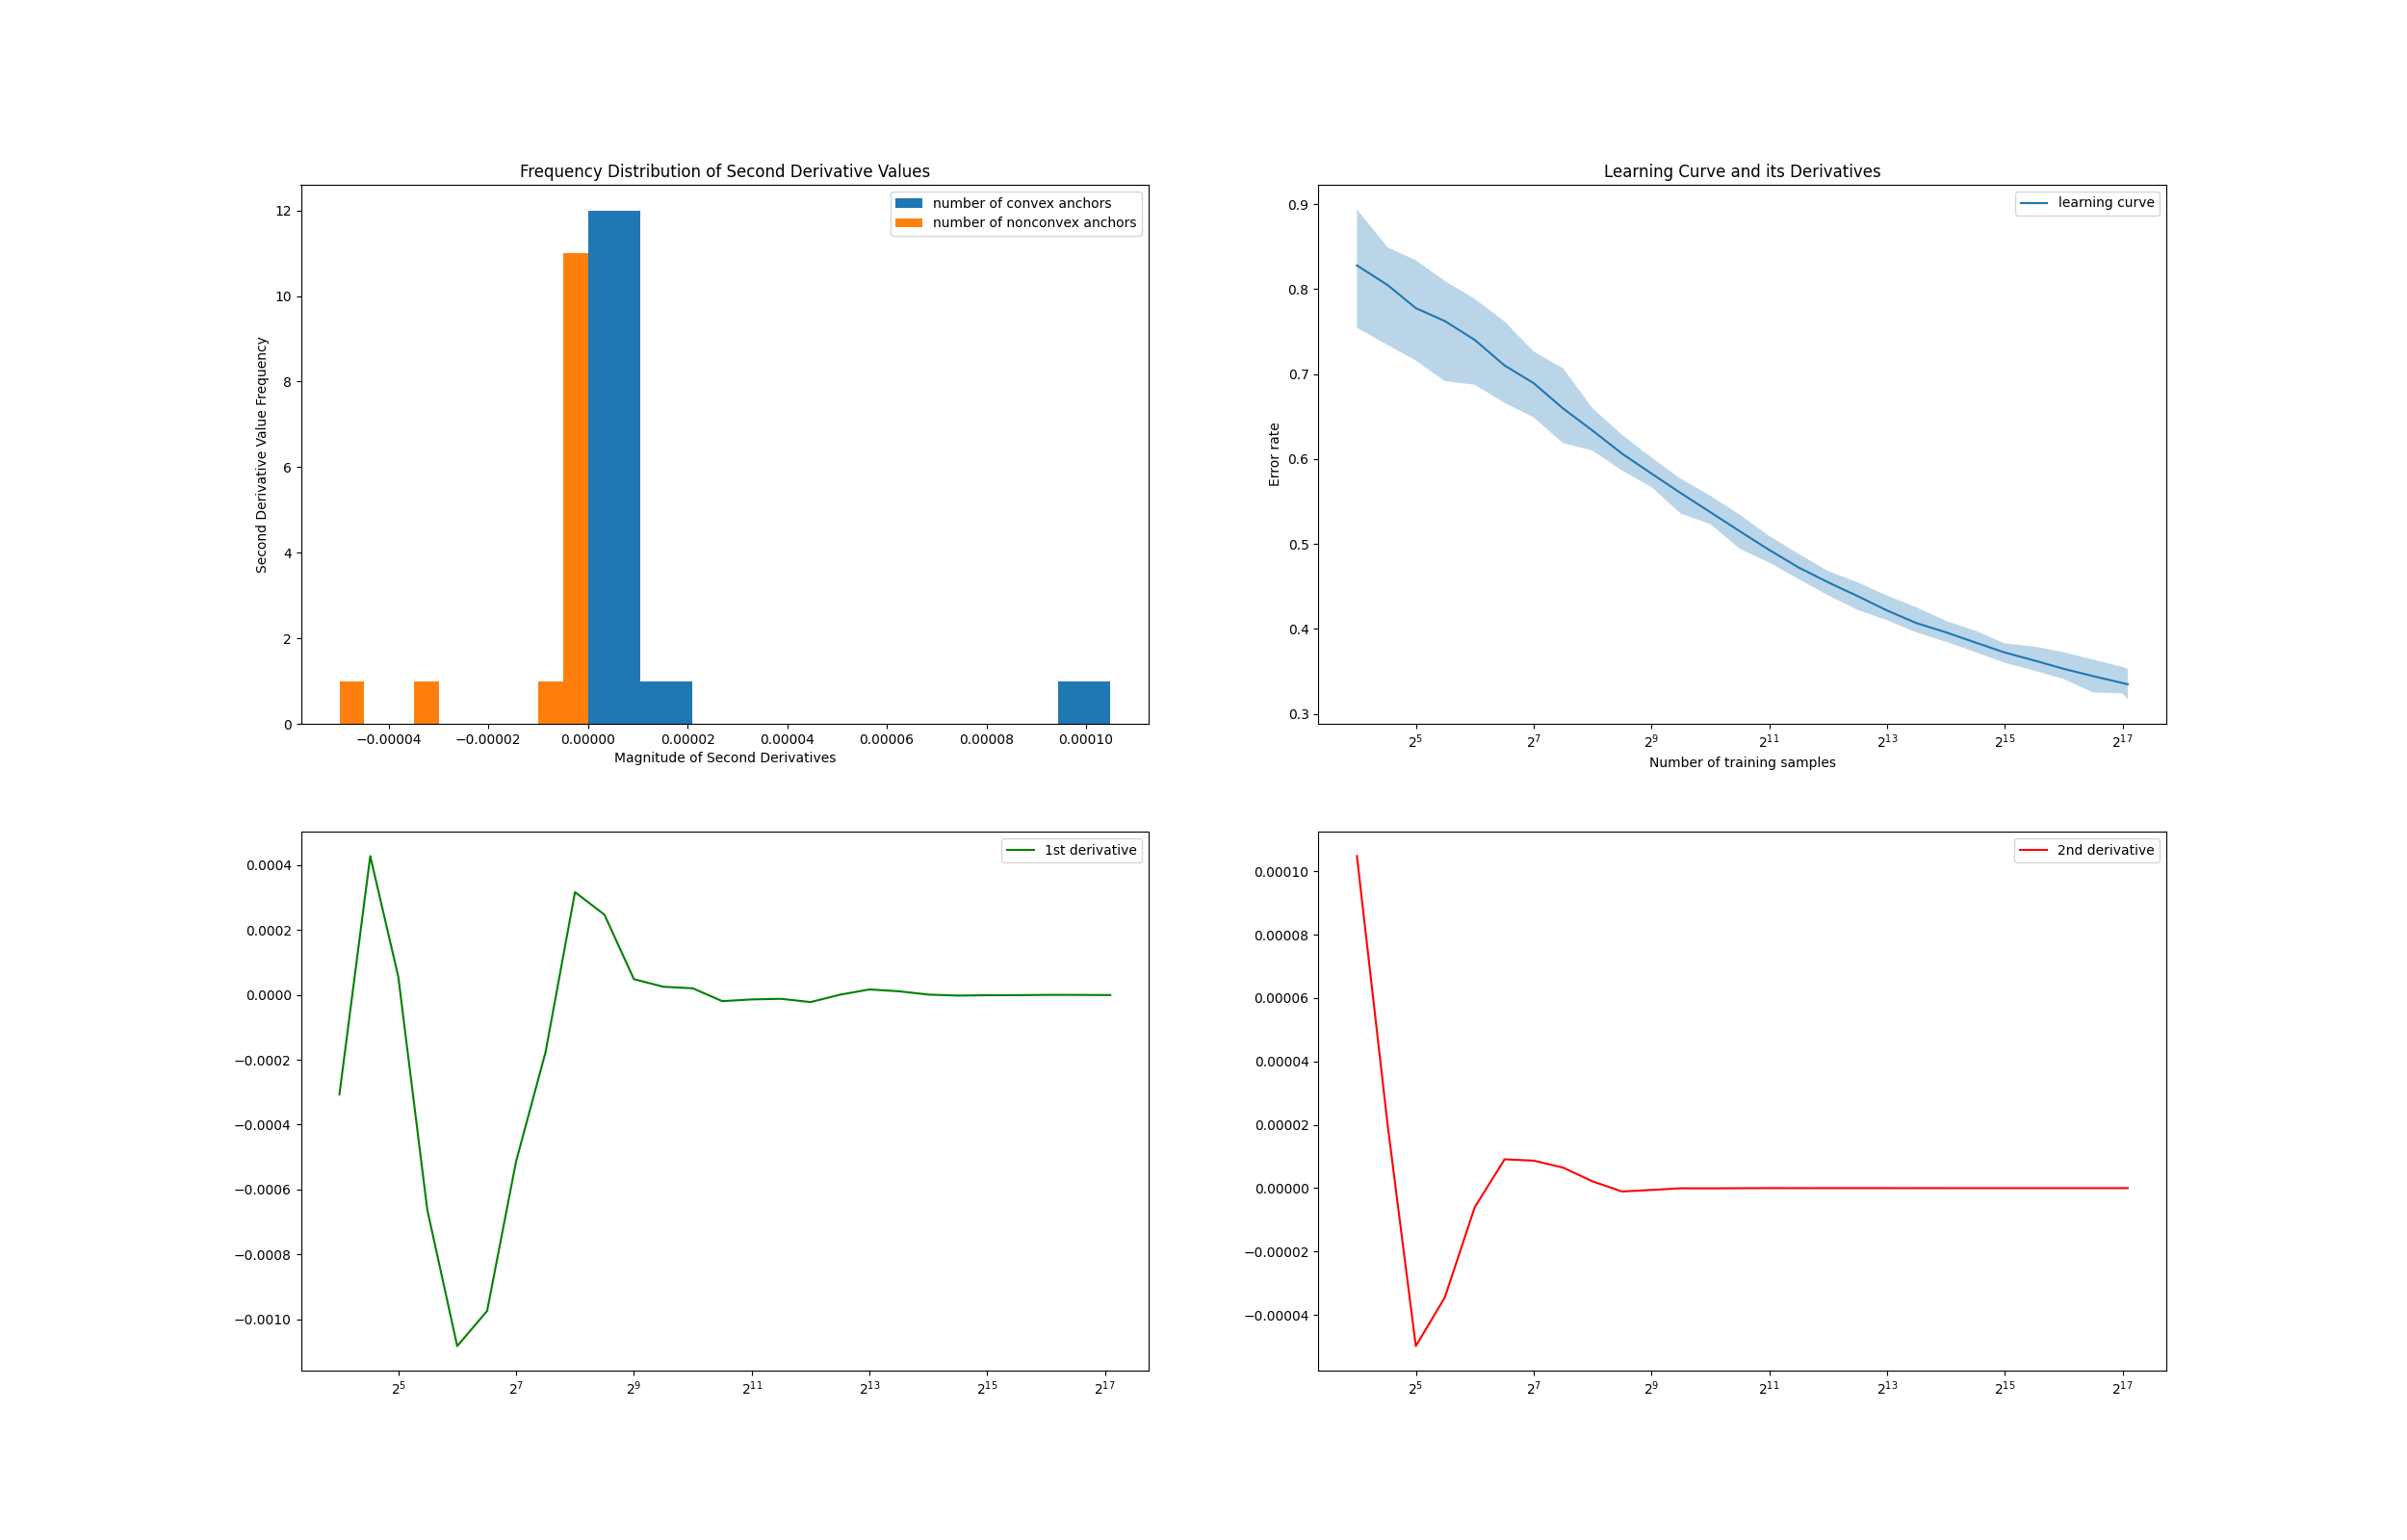 Frequency Distribution of Second Derivative Values
number of convex anchors
number of nonconvex anchors
Second Derivative Value Frequency
12
10
8
6
4
2
0
−0.00004 −0.00002 0.00000 0.00002 0.00004 0.00006 0.00008 0.00010
Magnitude of Second Derivatives
Learning Curve and its Derivatives
learning curve
Error rate
0.9
0.8
0.7
0.6
0.5
0.4
0.3
2^5 2^7 2^9 2^11 2^13 2^15 2^17
Number of training samples
1st derivative
0.0004
0.0002
0.0000
−0.0002
−0.0004
−0.0006
−0.0008
−0.0010
2^5 2^7 2^9 2^11 2^13 2^15 2^17
2nd derivative
0.00010
0.00008
0.00006
0.00004
0.00002
0.00000
−0.00002
−0.00004
2^5 2^7 2^9 2^11 2^13 2^15 2^17